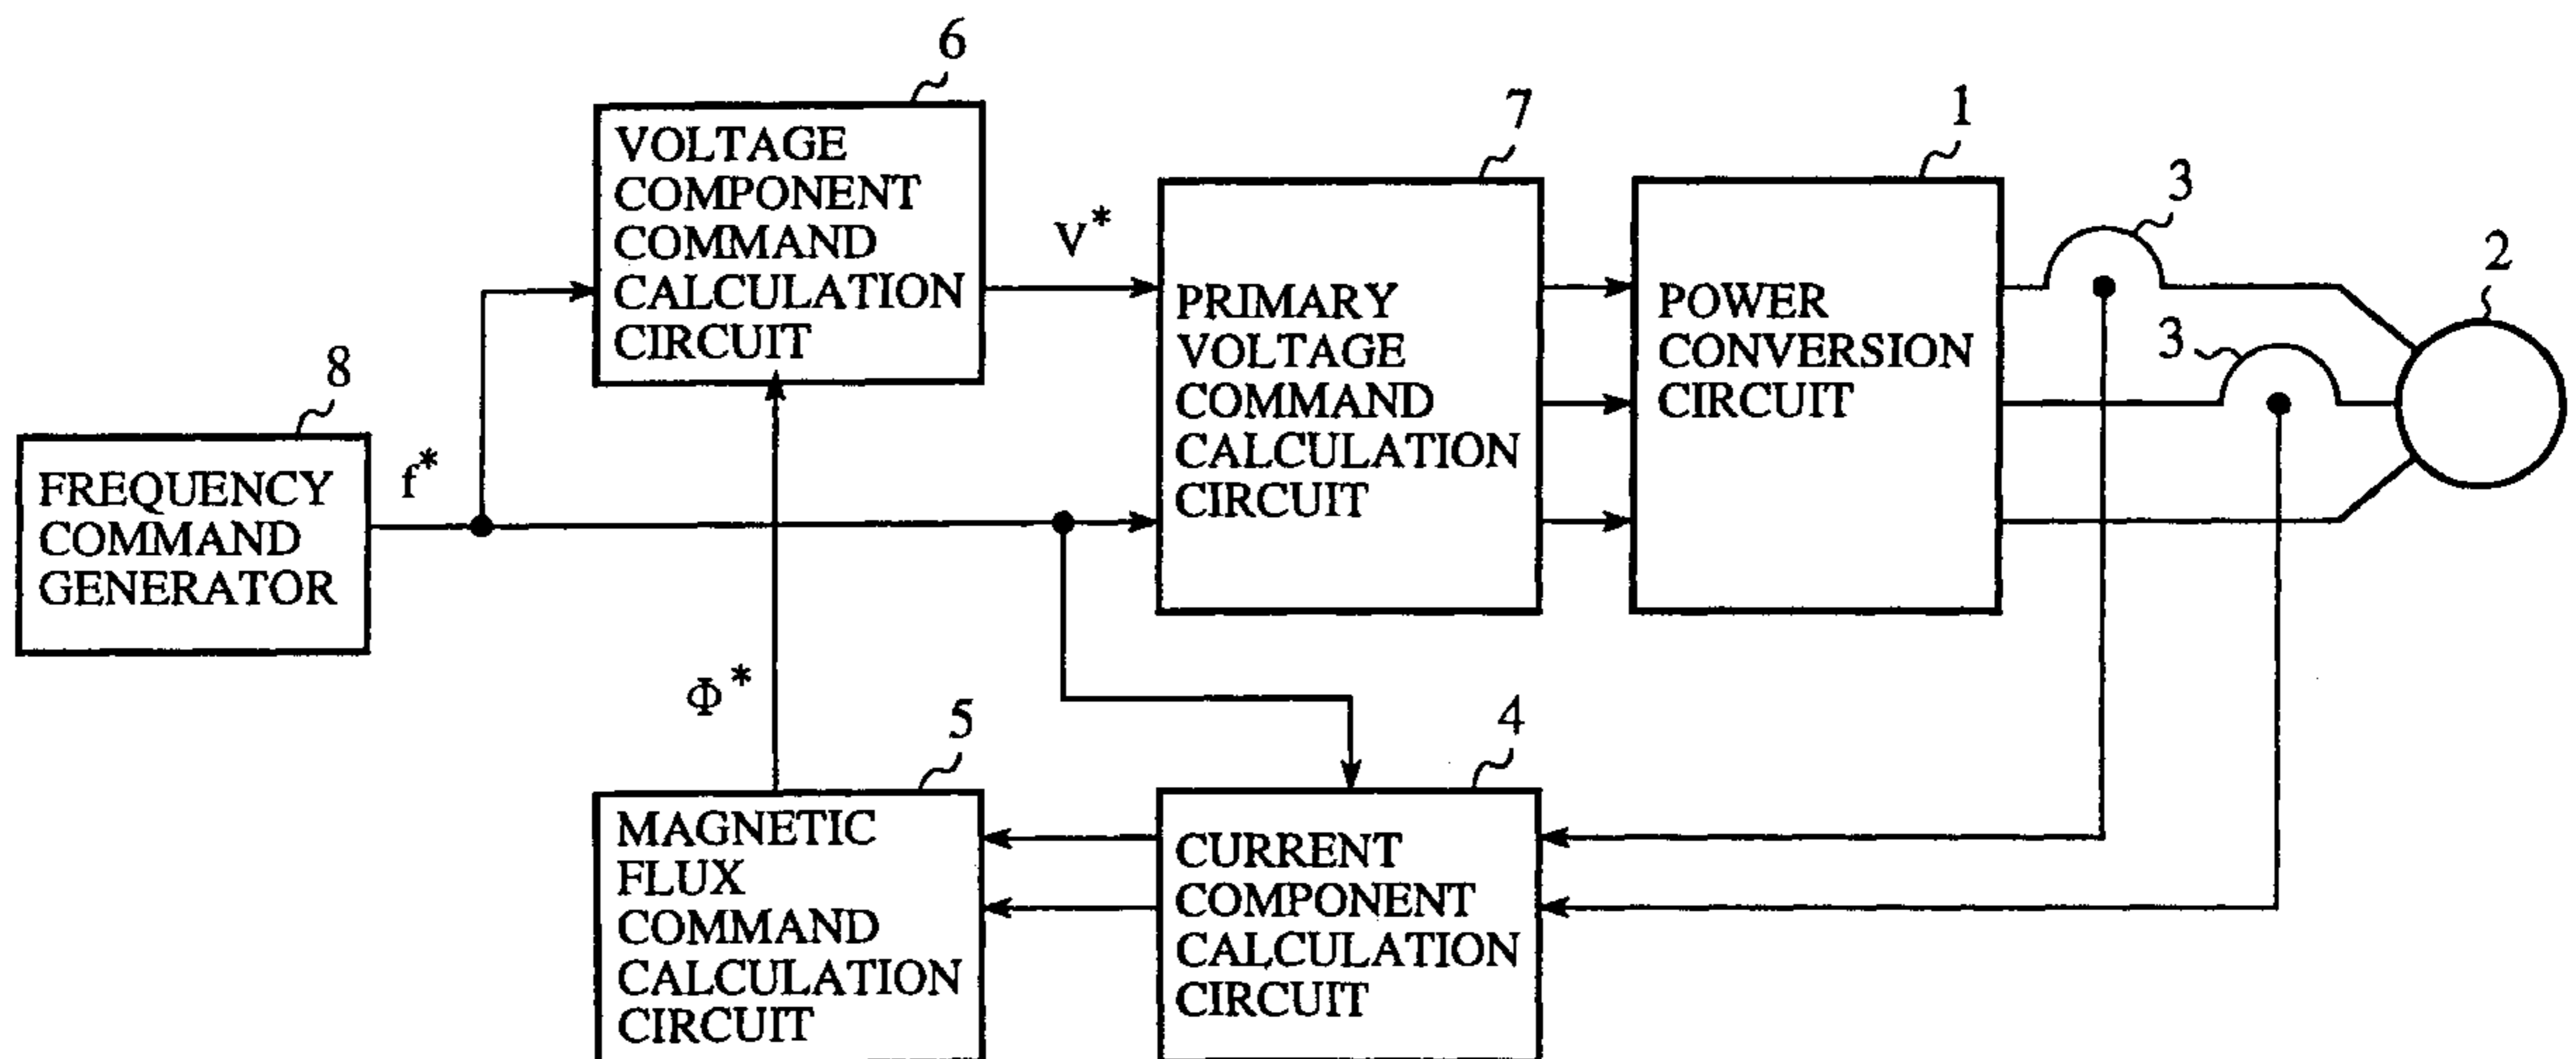 6
VOLTAGE
COMPONENT
COMMAND
CALCULATION
CIRCUIT
V*
7
PRIMARY
VOLTAGE
COMMAND
CALCULATION
CIRCUIT
1
POWER
CONVERSION
CIRCUIT
3
3
2
8
FREQUENCY
COMMAND
GENERATOR
f*
Φ*
5
MAGNETIC
FLUX
COMMAND
CALCULATION
CIRCUIT
4
CURRENT
COMPONENT
CALCULATION
CIRCUIT